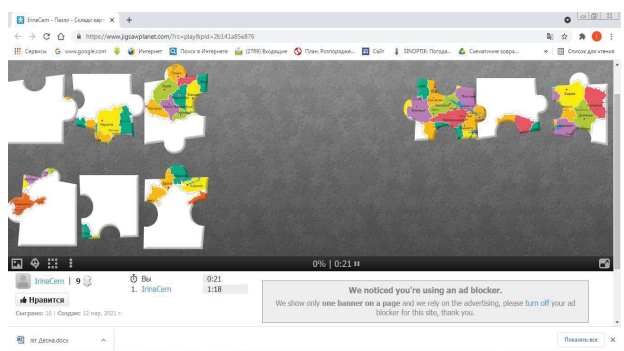 IrinaCern - Пазли - Склади карт
https://www.jigsawplanet.com/?rc=play&pid=2b141a85e876
Сервисы
www.google.com
Интернет
Поиск в Интернете
(2769) Входящие
План, Розпорядже...
Сайт
SINOPTIK: Погода...
Схематичне зобра...
»
Список для чтения
0% | 0:21
IrinaCern | 9
Вы 0:21
1. IrinaCern 1:18
Нравится
Сыграно: 10 | Создан: 12 мар. 2021 г.
We noticed you're using an ad blocker.
We show only one banner on a page and we rely on the advertising, please turn off your ad
blocker for this site, thank you.
літ Десна.docx
Показать все